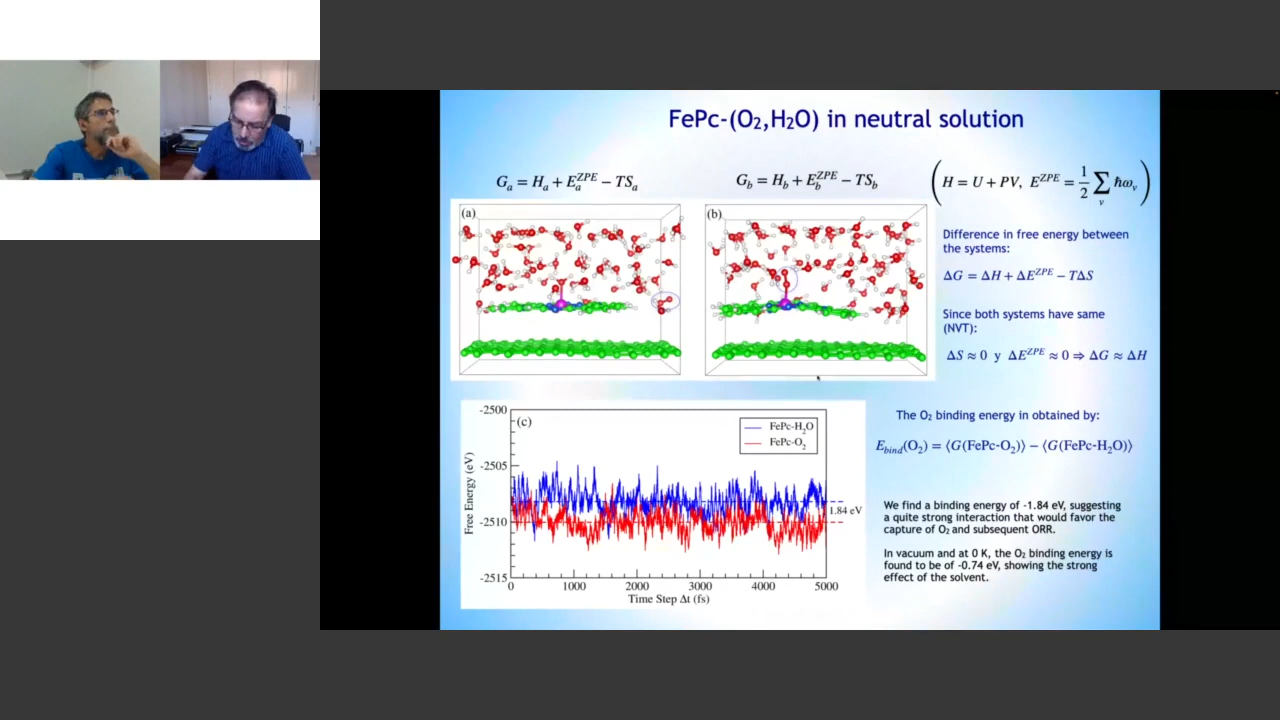 FePc-(O₂,H₂O) in neutral solution
Gₐ = Hₐ + Eₐ^ZPE − TSₐ
G_b = H_b + E_b^ZPE − TS_b
(H = U + PV, E^ZPE = 1/2 ∑_ν ħω_ν)
(a)
(b)
Difference in free energy between
the systems:
ΔG = ΔH + ΔE^ZPE − TΔS
Since both systems have same
(NVT):
ΔS ≈ 0 y ΔE^ZPE ≈ 0 ⇒ ΔG ≈ ΔH
The O₂ binding energy in obtained by:
E_bind(O₂) = ⟨G(FePc-O₂)⟩ − ⟨G(FePc-H₂O)⟩
We find a binding energy of -1.84 eV, suggesting
a quite strong interaction that would favor the
capture of O₂ and subsequent ORR.
In vacuum and at 0 K, the O₂ binding energy is
found to be of -0.74 eV, showing the strong
effect of the solvent.
(c)
FePc-H₂O
FePc-O₂
Free Energy (eV)
-2500
-2505
-2510
-2515
1.84 eV
0 1000 2000 3000 4000 5000
Time Step Δt (fs)